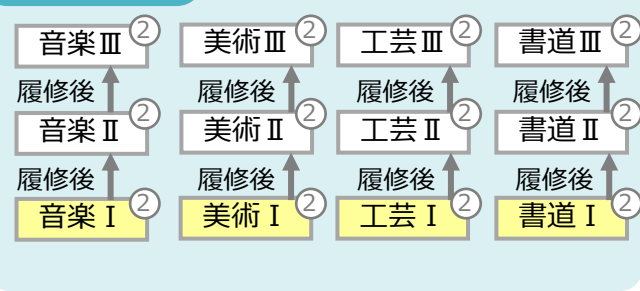 音楽Ⅲ ② 美術Ⅲ ② 工芸Ⅲ ② 書道Ⅲ ②
履修後 履修後 履修後 履修後
音楽Ⅱ ② 美術Ⅱ ② 工芸Ⅱ ② 書道Ⅱ ②
履修後 履修後 履修後 履修後
音楽Ⅰ ② 美術Ⅰ ② 工芸Ⅰ ② 書道Ⅰ ②